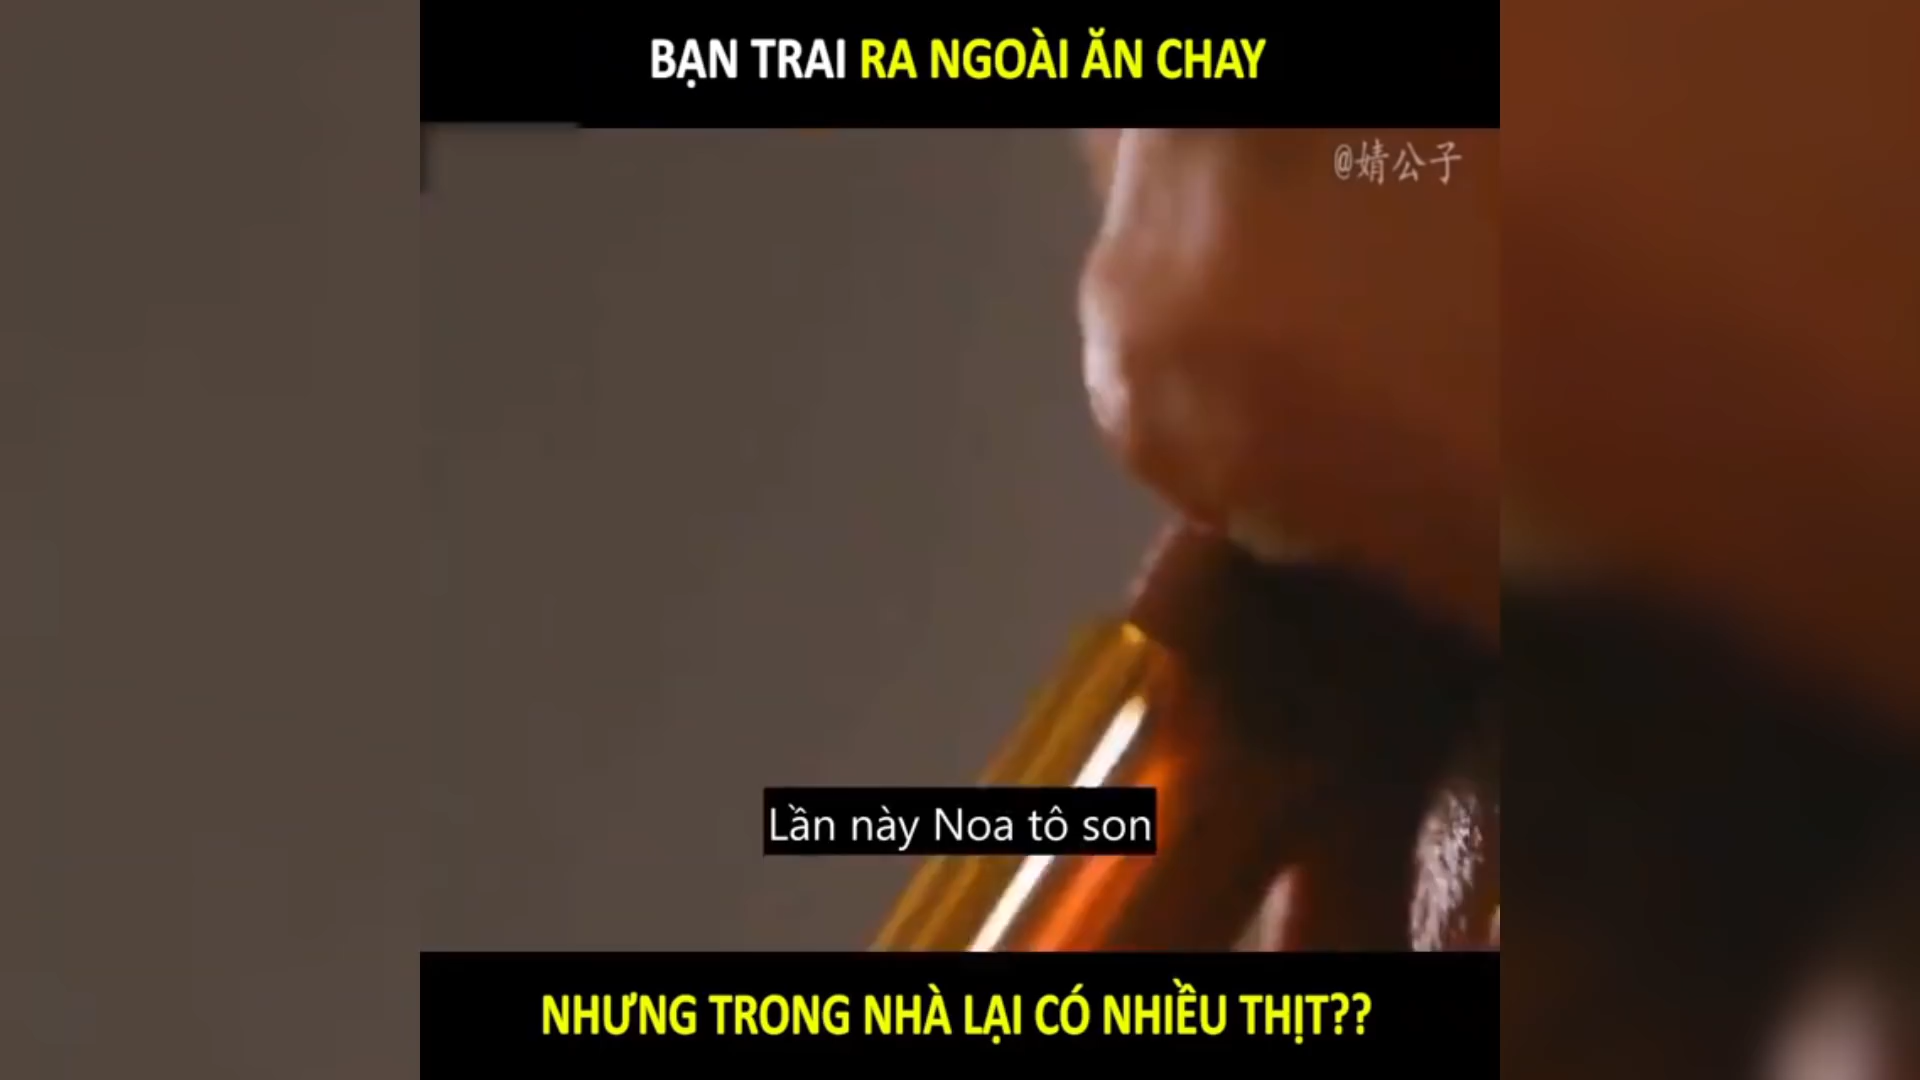 BẠN TRAI RA NGOÀI ĂN CHAY
@婧公子
Lần này Noa tô son
NHƯNG TRONG NHÀ LẠI CÓ NHIỀU THỊT??